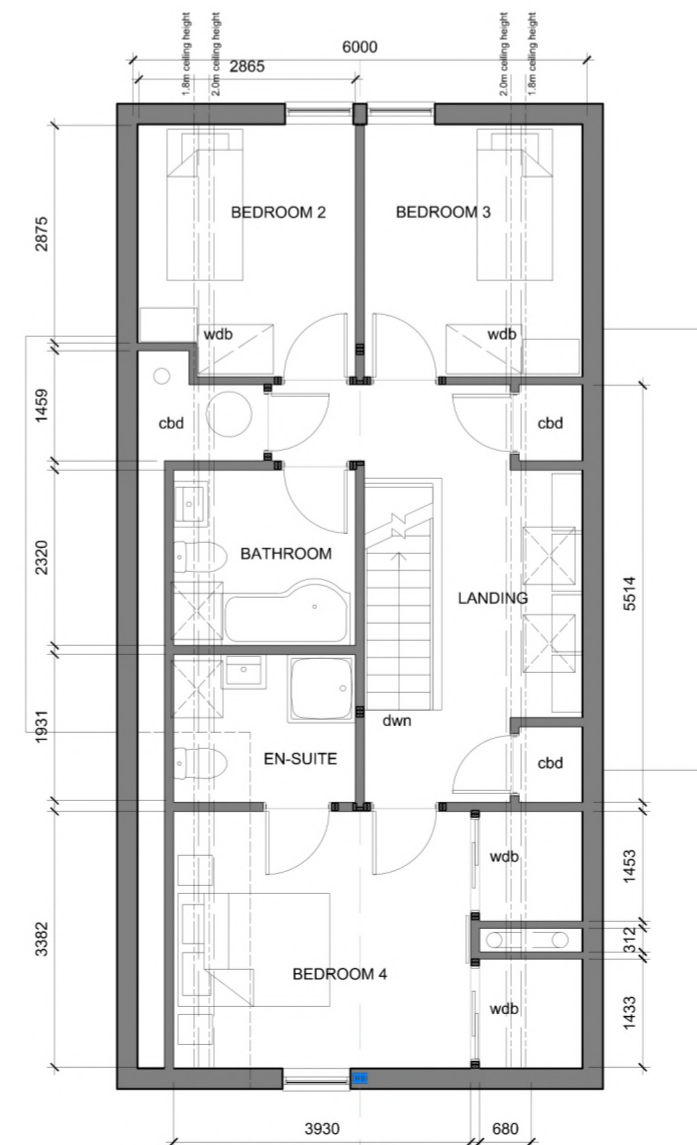 1.8m ceiling height
2.0m ceiling height
6000
2865
2.0m ceiling height
1.8m ceiling height
2875
BEDROOM 2
BEDROOM 3
wdb
wdb
1459
cbd
cbd
2320
BATHROOM
LANDING
5514
1931
dwn
EN-SUITE
cbd
wdb
1453
3382
312
BEDROOM 4
wdb
1433
3930
680